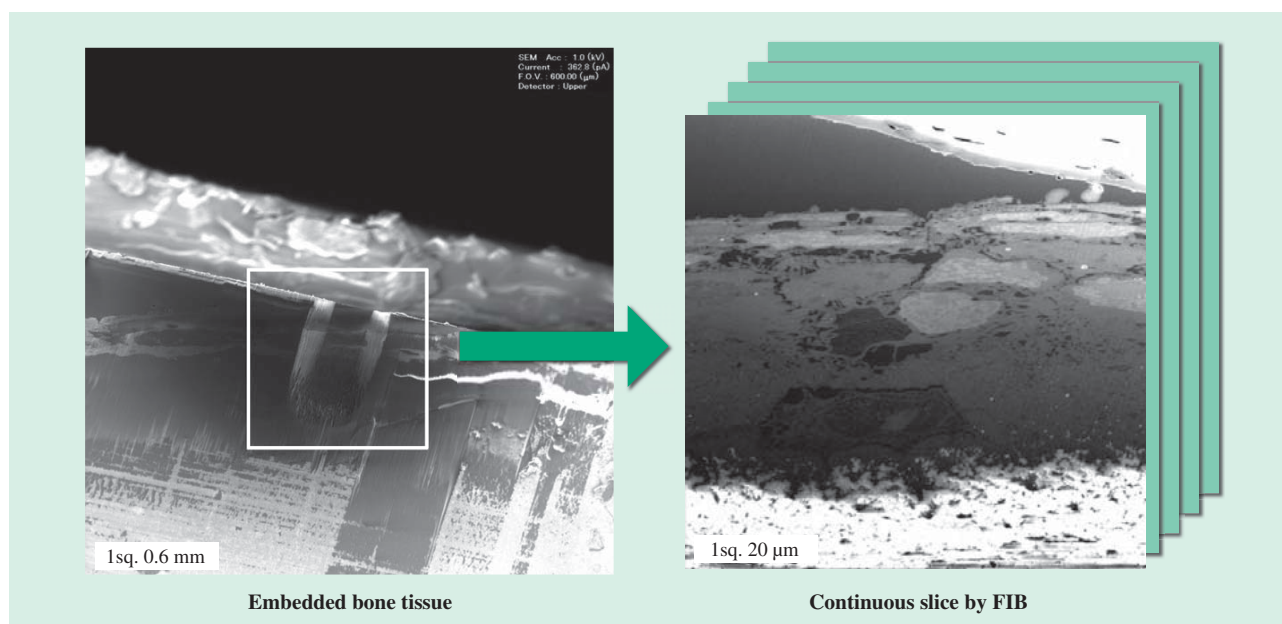 SEM Acc : 1.0 (kV)
Current : 362.8 (pA)
F.O.V. : 600.00 (μm)
Detector : Upper
1sq. 0.6 mm
1sq. 20 μm
Embedded bone tissue
Continuous slice by FIB